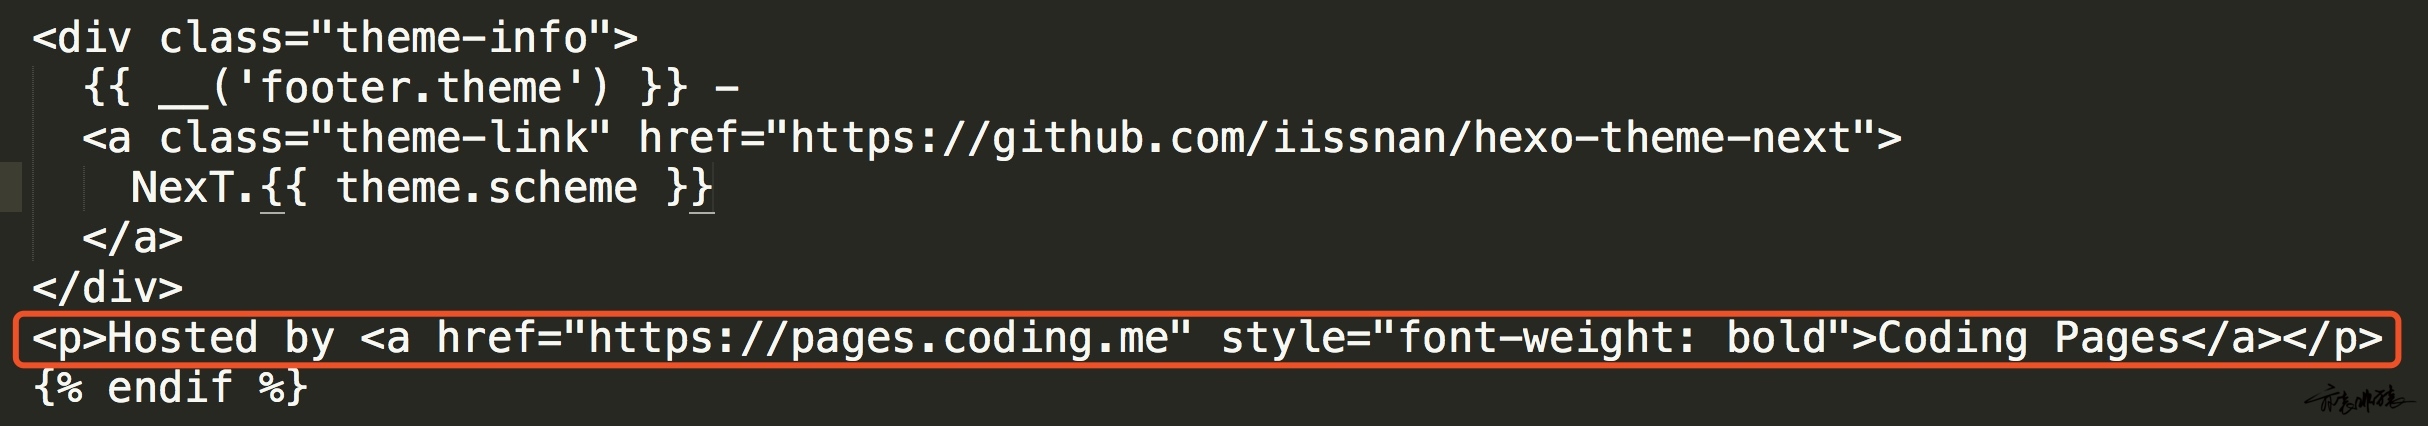 <div class="theme-info">
  {{ __('footer.theme') }} -
  <a class="theme-link" href="https://github.com/iissnan/hexo-theme-next">
    NexT.{{ theme.scheme }}
  </a>
</div>
<p>Hosted by <a href="https://pages.coding.me" style="font-weight: bold">Coding Pages</a></p>
{% endif %}